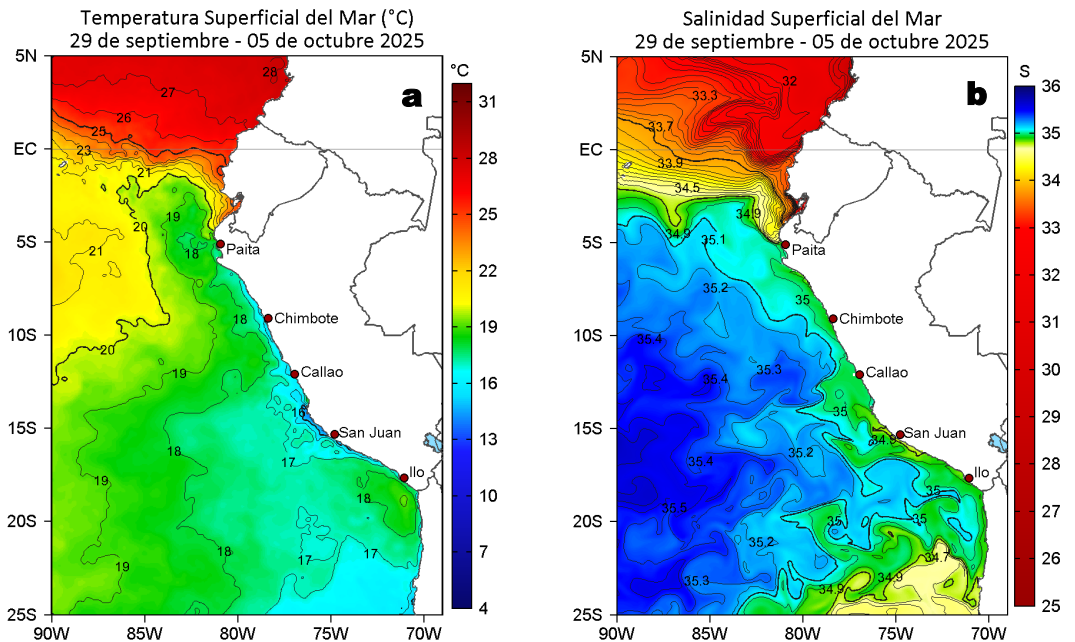 Temperatura Superficial del Mar (°C)
29 de septiembre - 05 de octubre 2025
5N
EC
5S
10S
15S
20S
25S
90W
85W
80W
75W
70W
a
28
27
26
25
23
21
20
19
18
21
20
19
18
18
19
16
17
18
19
18
17
17
18
Paita
Chimbote
Callao
San Juan
Ilo
°C
31
28
25
22
19
16
13
10
7
4
Salinidad Superficial del Mar
29 de septiembre - 05 de octubre 2025
5N
EC
5S
10S
15S
20S
25S
90W
85W
80W
75W
70W
b
32
33.3
33.7
33.9
34.5
34.9
34.9
35.1
35.2
35
35.4
35.4
35.3
35
34.9
35.2
35.4
35
35.5
35
35
35.2
34.7
34.9
35.3
34.9
Paita
Chimbote
Callao
San Juan
Ilo
S
36
35
34
33
32
31
30
29
28
27
26
25